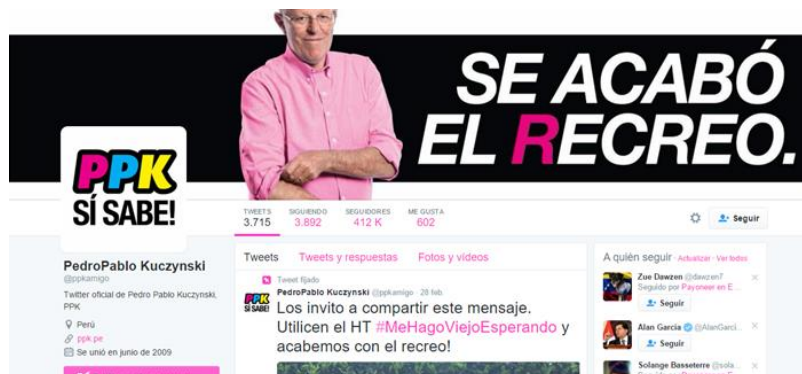 SE ACABÓ
EL RECREO.
PPK
SÍ SABE!
TWEETS
3.715
SIGUIENDO
3.892
SEGUIDORES
412 K
ME GUSTA
602
Seguir
PedroPablo Kuczynski
@ppkamigo
Twitter oficial de Pedro Pablo Kuczynski,
PPK
Perú
ppk.pe
Se unió en junio de 2009
Tweets Tweets y respuestas Fotos y vídeos
Tweet fijado
PPK
SÍ SABE!
PedroPablo Kuczynski @ppkamigo · 28 feb.
Los invito a compartir este mensaje.
Utilicen el HT #MeHagoViejoEsperando y
acabemos con el recreo!
A quién seguir · Actualizar · Ver todos
Zue Dawzen @dawzen7
Seguido por Payoneer en E...
Seguir
Alan García @AlanGarci...
Seguir
Solange Basseterre @sola...